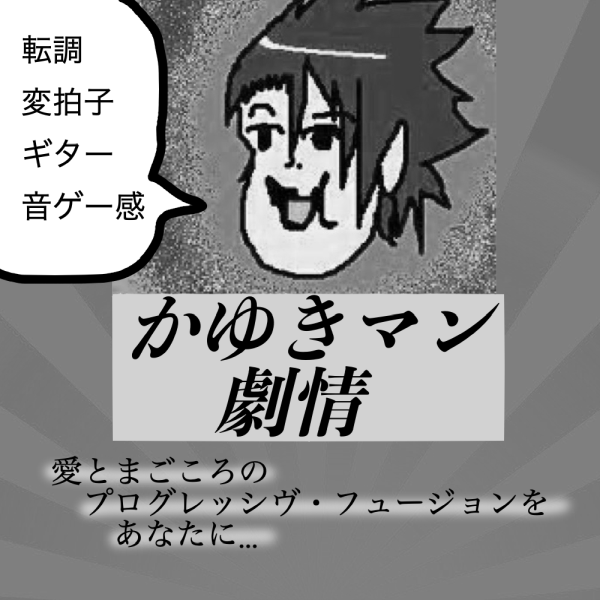 転調
変拍子
ギター
音ゲー感
かゆきマン
劇情
愛とまごころの
プログレッシヴ・フュージョンを
あなたに...